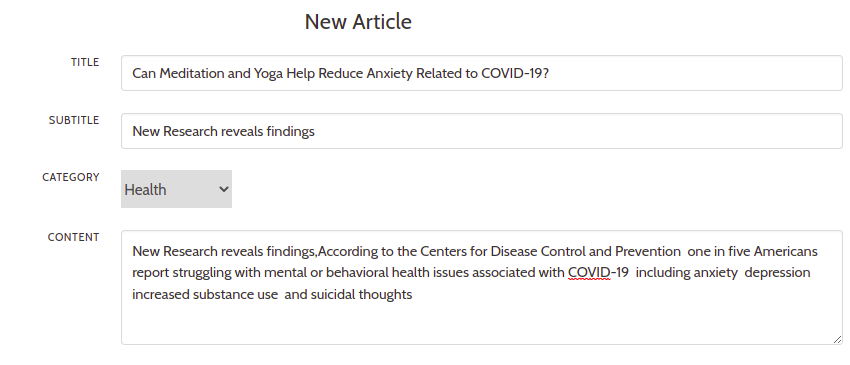 New Article
TITLE
Can Meditation and Yoga Help Reduce Anxiety Related to COVID-19?
SUBTITLE
New Research reveals findings
CATEGORY
Health
CONTENT
New Research reveals findings,According to the Centers for Disease Control and Prevention  one in five Americans
report struggling with mental or behavioral health issues associated with COVID-19  including anxiety  depression
increased substance use  and suicidal thoughts